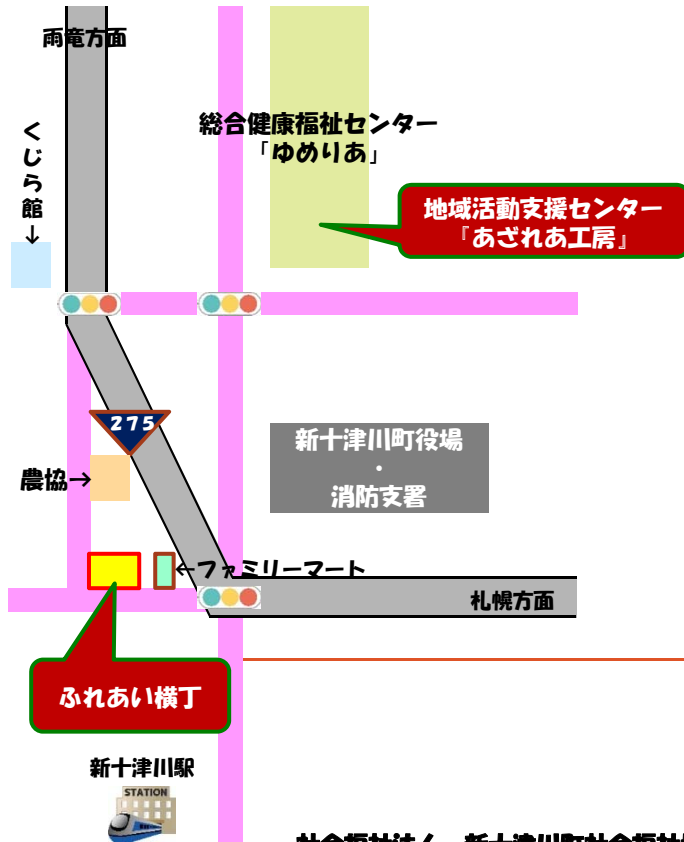 雨竜方面
総合健康福祉センター
「ゆめりあ」
くじら館→
地域活動支援センター
『あざれあ工房』
275
新十津川町役場
・
消防支署
農協→
←ファミリーマート
札幌方面
ふれあい横丁
新十津川駅
STATION